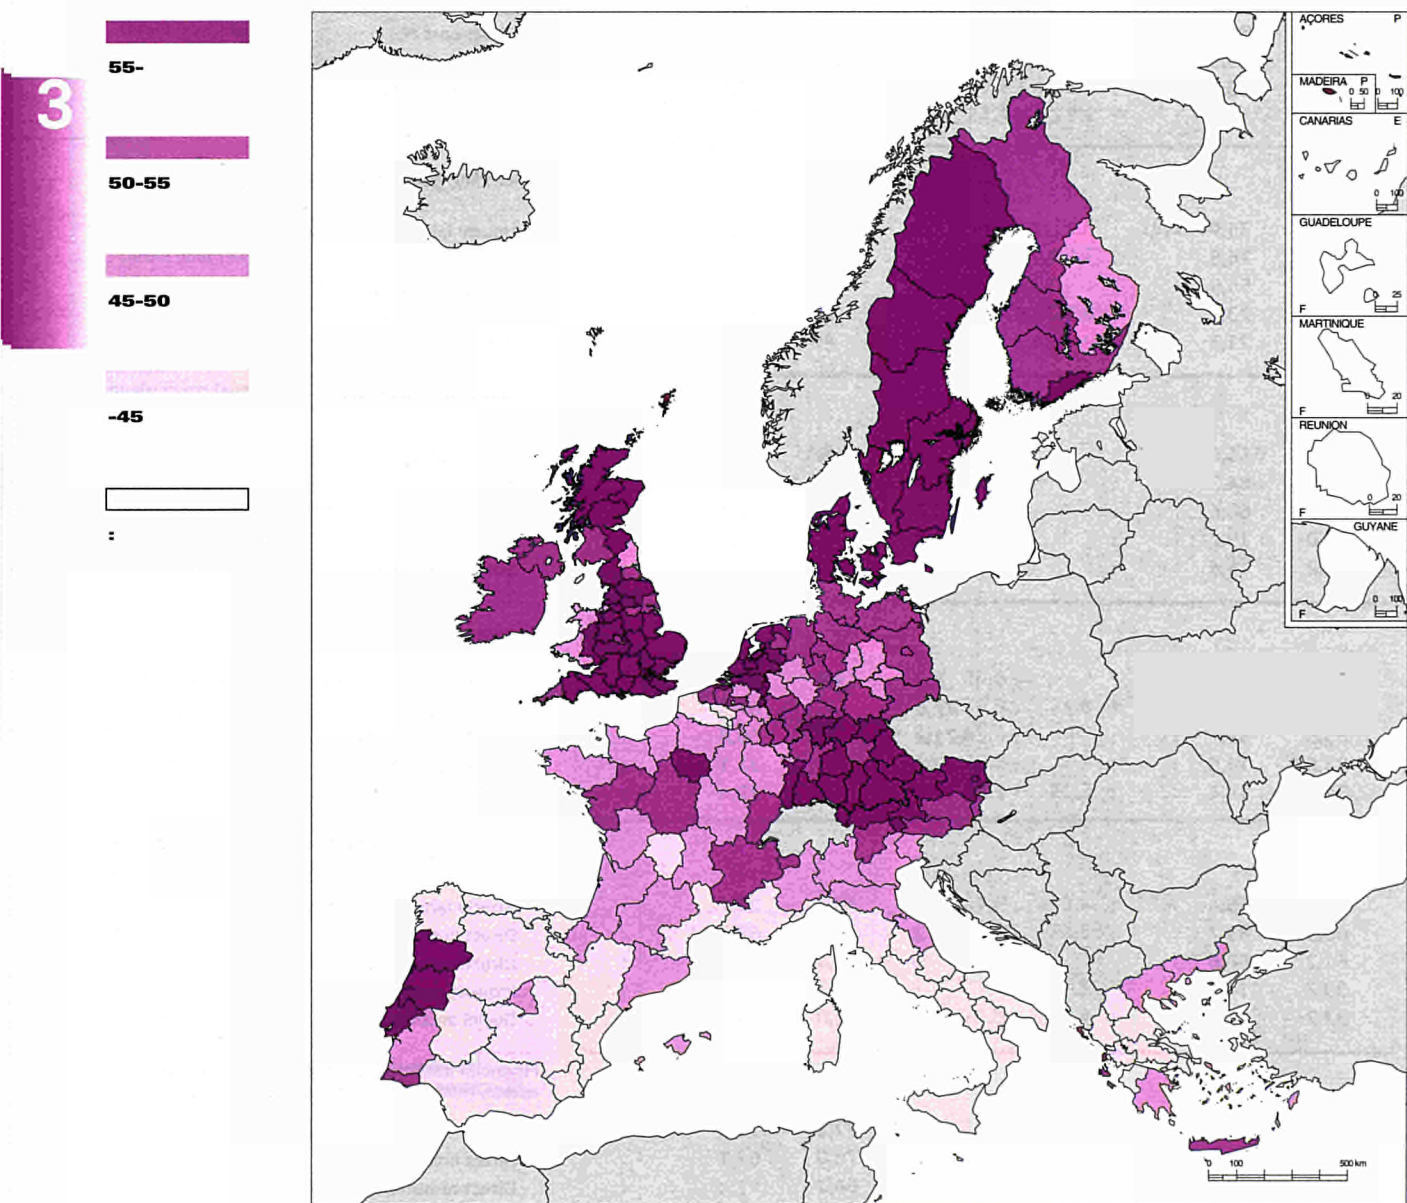 3
55-
50-55
45-50
-45
:
AÇORES P
MADEIRA P
0 50 0 100
CANARIAS E
0 100
GUADELOUPE
0 25
F
MARTINIQUE
0 20
F
REUNION
0 20
F
GUYANE
0 100
F
0 100 500 km